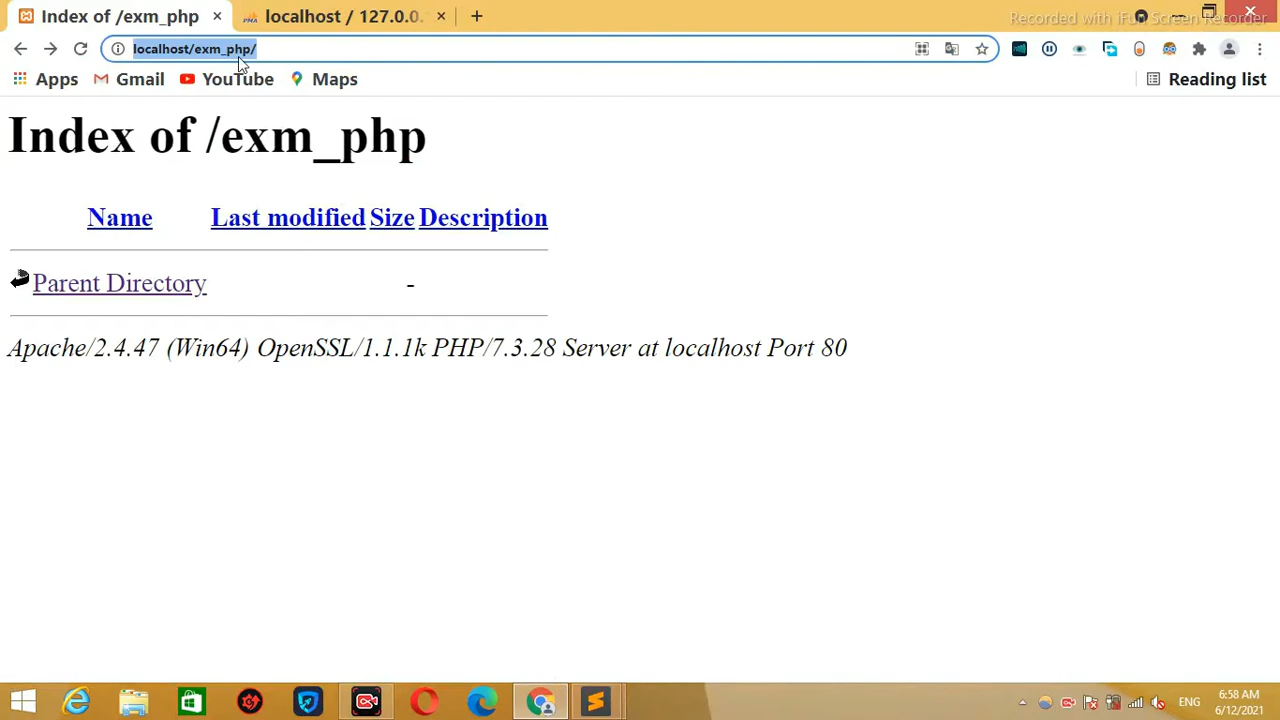 Index of /exm_php
PMA
localhost / 127.0.0.
Recorded with iFun Screen Recorder
localhost/exm_php/
Apps
Gmail
YouTube
Maps
Reading list
Index of /exm_php
Name Last modified Size Description
Parent Directory -
Apache/2.4.47 (Win64) OpenSSL/1.1.1k PHP/7.3.28 Server at localhost Port 80
ENG
6:58 AM
6/12/2021